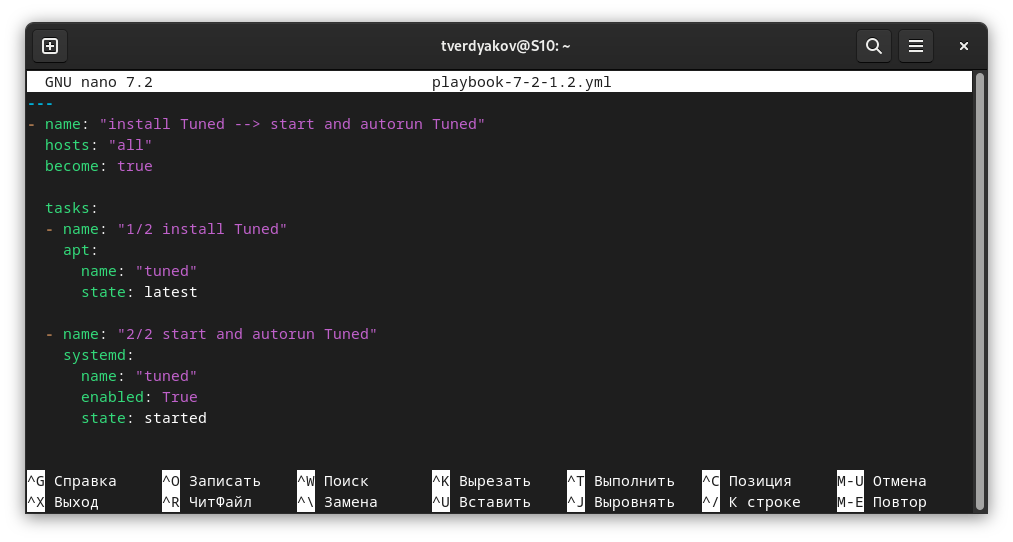 tverdyakov@S10: ~
GNU nano 7.2 playbook-7-2-1.2.yml
---
- name: "install Tuned --> start and autorun Tuned"
  hosts: "all"
  become: true
  tasks:
  - name: "1/2 install Tuned"
    apt:
      name: "tuned"
      state: latest
  - name: "2/2 start and autorun Tuned"
    systemd:
      name: "tuned"
      enabled: True
      state: started
^G Справка ^O Записать ^W Поиск ^K Вырезать ^T Выполнить ^C Позиция M-U Отмена
^X Выход ^R ЧитФайл ^\ Замена ^U Вставить ^J Выровнять ^/ К строке M-E Повтор